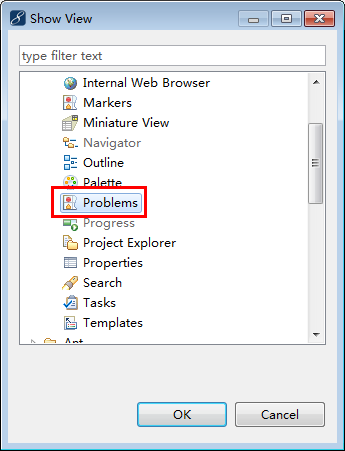 Show View
type filter text
Internal Web Browser
Markers
Miniature View
Navigator
Outline
Palette
Problems
Progress
Project Explorer
Properties
Search
Tasks
Templates
Ant
OK
Cancel